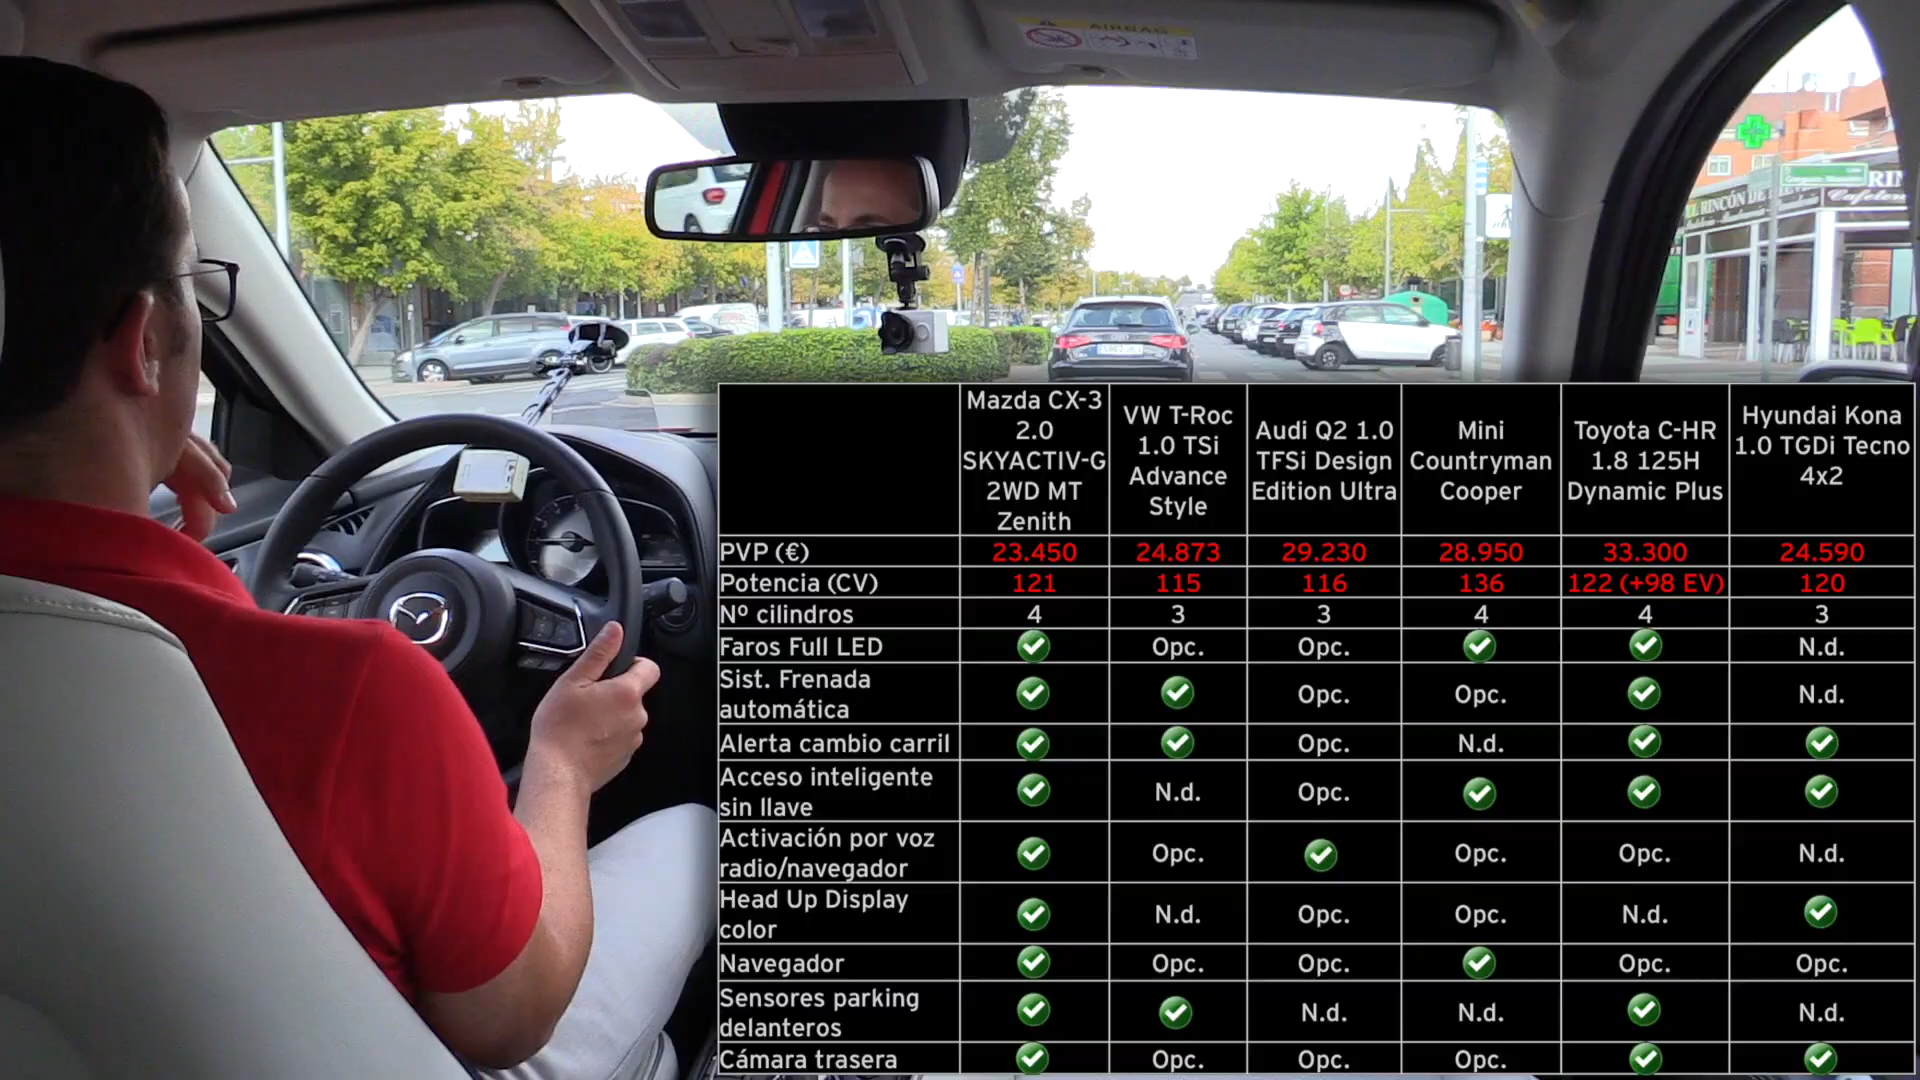 AIRBAG
EL RINCÓN DE
Cafeter
Mazda CX-3
2.0
SKYACTIV-G
2WD MT
Zenith
VW T-Roc
1.0 TSi
Advance
Style
Audi Q2 1.0
TFSi Design
Edition Ultra
Mini
Countryman
Cooper
Toyota C-HR
1.8 125H
Dynamic Plus
Hyundai Kona
1.0 TGDi Tecno
4x2
PVP (€) 23.450 24.873 29.230 28.950 33.300 24.590
Potencia (CV) 121 115 116 136 122 (+98 EV) 120
Nº cilindros 4 3 3 4 4 3
Faros Full LED Opc. Opc. N.d.
Sist. Frenada
automática Opc. Opc. N.d.
Alerta cambio carril Opc. N.d.
Acceso inteligente
sin llave N.d. Opc.
Activación por voz
radio/navegador Opc. Opc. Opc. N.d.
Head Up Display
color N.d. Opc. Opc. N.d.
Navegador Opc. Opc. Opc. Opc.
Sensores parking
delanteros N.d. N.d. N.d.
Cámara trasera Opc. Opc. Opc.